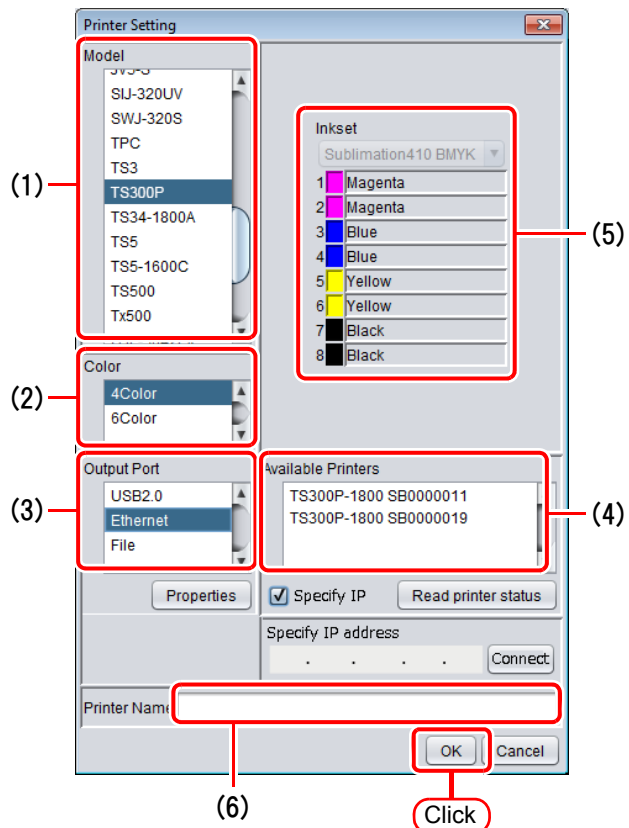 Printer Setting
Model
SIJ-320UV
SWJ-320S
TPC
TS3
TS300P
TS34-1800A
TS5
TS5-1600C
TS500
Tx500
(1)
Inkset
Sublimation410 BMYK
1 Magenta
2 Magenta
3 Blue
4 Blue
5 Yellow
6 Yellow
7 Black
8 Black
(5)
Color
4Color
6Color
(2)
Output Port
USB2.0
Ethernet
File
(3)
Available Printers
TS300P-1800 SB0000011
TS300P-1800 SB0000019
(4)
Properties
Specify IP
Read printer status
Specify IP address
. . . .
Connect
Printer Name
OK
Cancel
(6)
Click